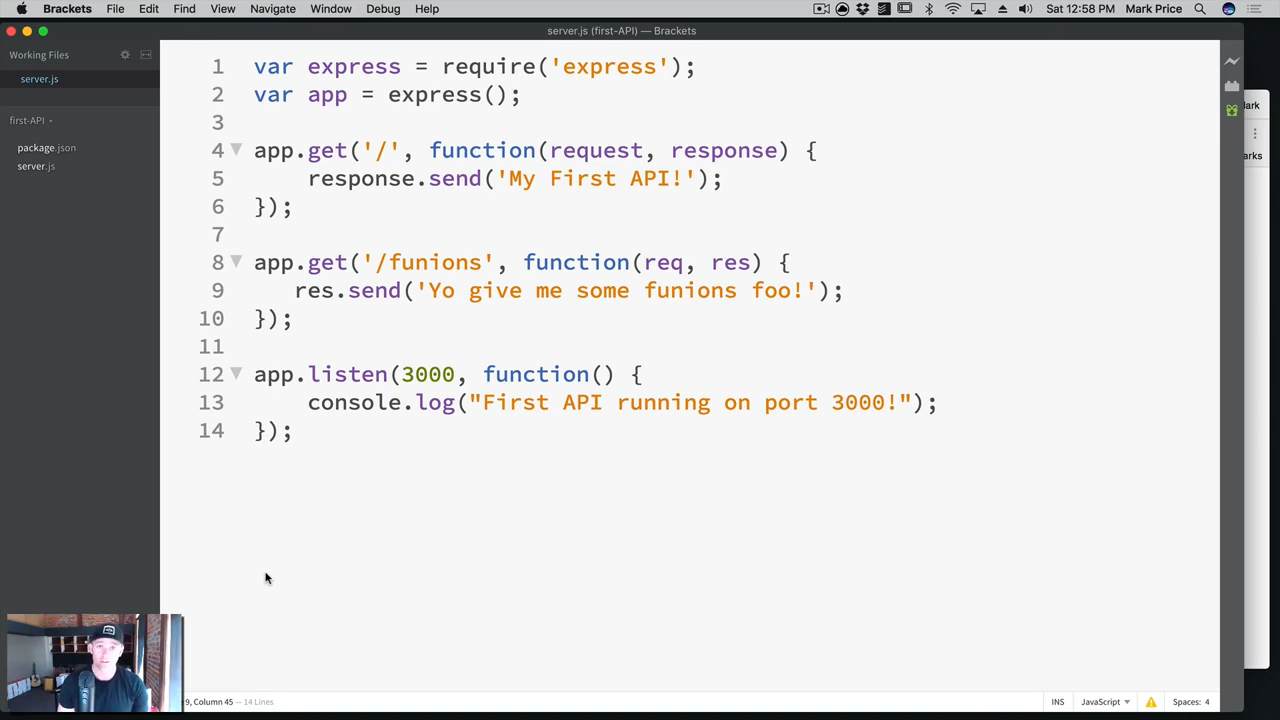 Brackets File Edit Find View Navigate Window Debug Help Sat 12:58 PM Mark Price
server.js (first-API) — Brackets
Working Files
server.js
first-API
package.json
server.js
1 var express = require('express');
2 var app = express();
3
4 app.get('/', function(request, response) {
5 response.send('My First API!');
6 });
7
8 app.get('/funions', function(req, res) {
9 res.send('Yo give me some funions foo!');
10 });
11
12 app.listen(3000, function() {
13 console.log("First API running on port 3000!");
14 });
9, Column 45 — 14 Lines
INS JavaScript Spaces: 4